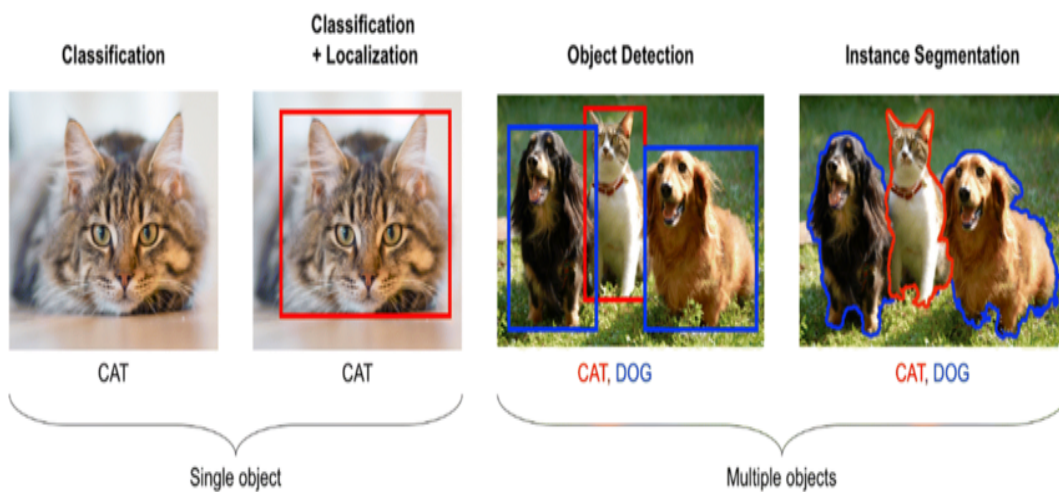 Classification
Classification
+ Localization
Object Detection
Instance Segmentation
CAT
CAT
CAT, DOG
CAT, DOG
Single object
Multiple objects